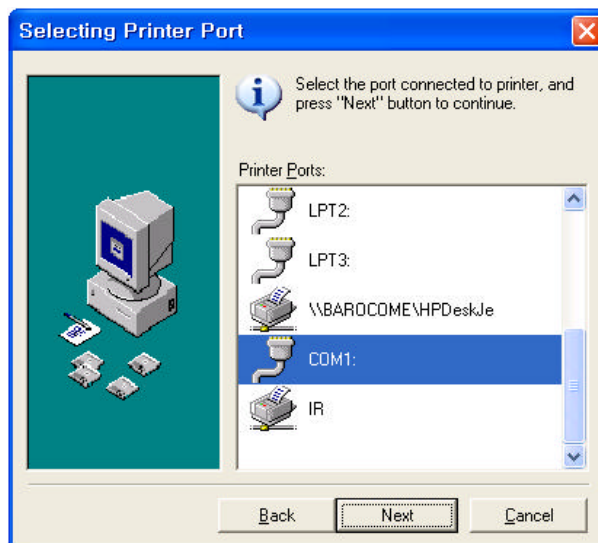 Selecting Printer Port
Select the port connected to printer, and
press "Next" button to continue.
Printer Ports:
LPT2:
LPT3:
\\BAROCOME\HPDeskJe
COM1:
IR
Back
Next
Cancel